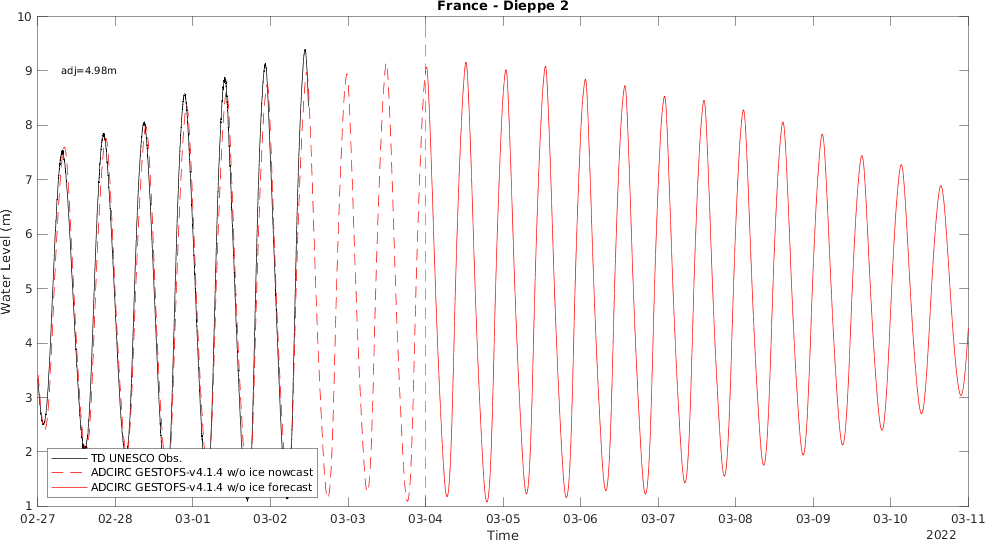 France - Dieppe 2
10
adj=4.98m
9
8
7
6
5
4
3
2
1
Water Level (m)
TD UNESCO Obs.
ADCIRC GESTOFS-v4.1.4 w/o ice nowcast
ADCIRC GESTOFS-v4.1.4 w/o ice forecast
02-27 02-28 03-01 03-02 03-03 03-04 03-05 03-06 03-07 03-08 03-09 03-10 03-11
Time
2022